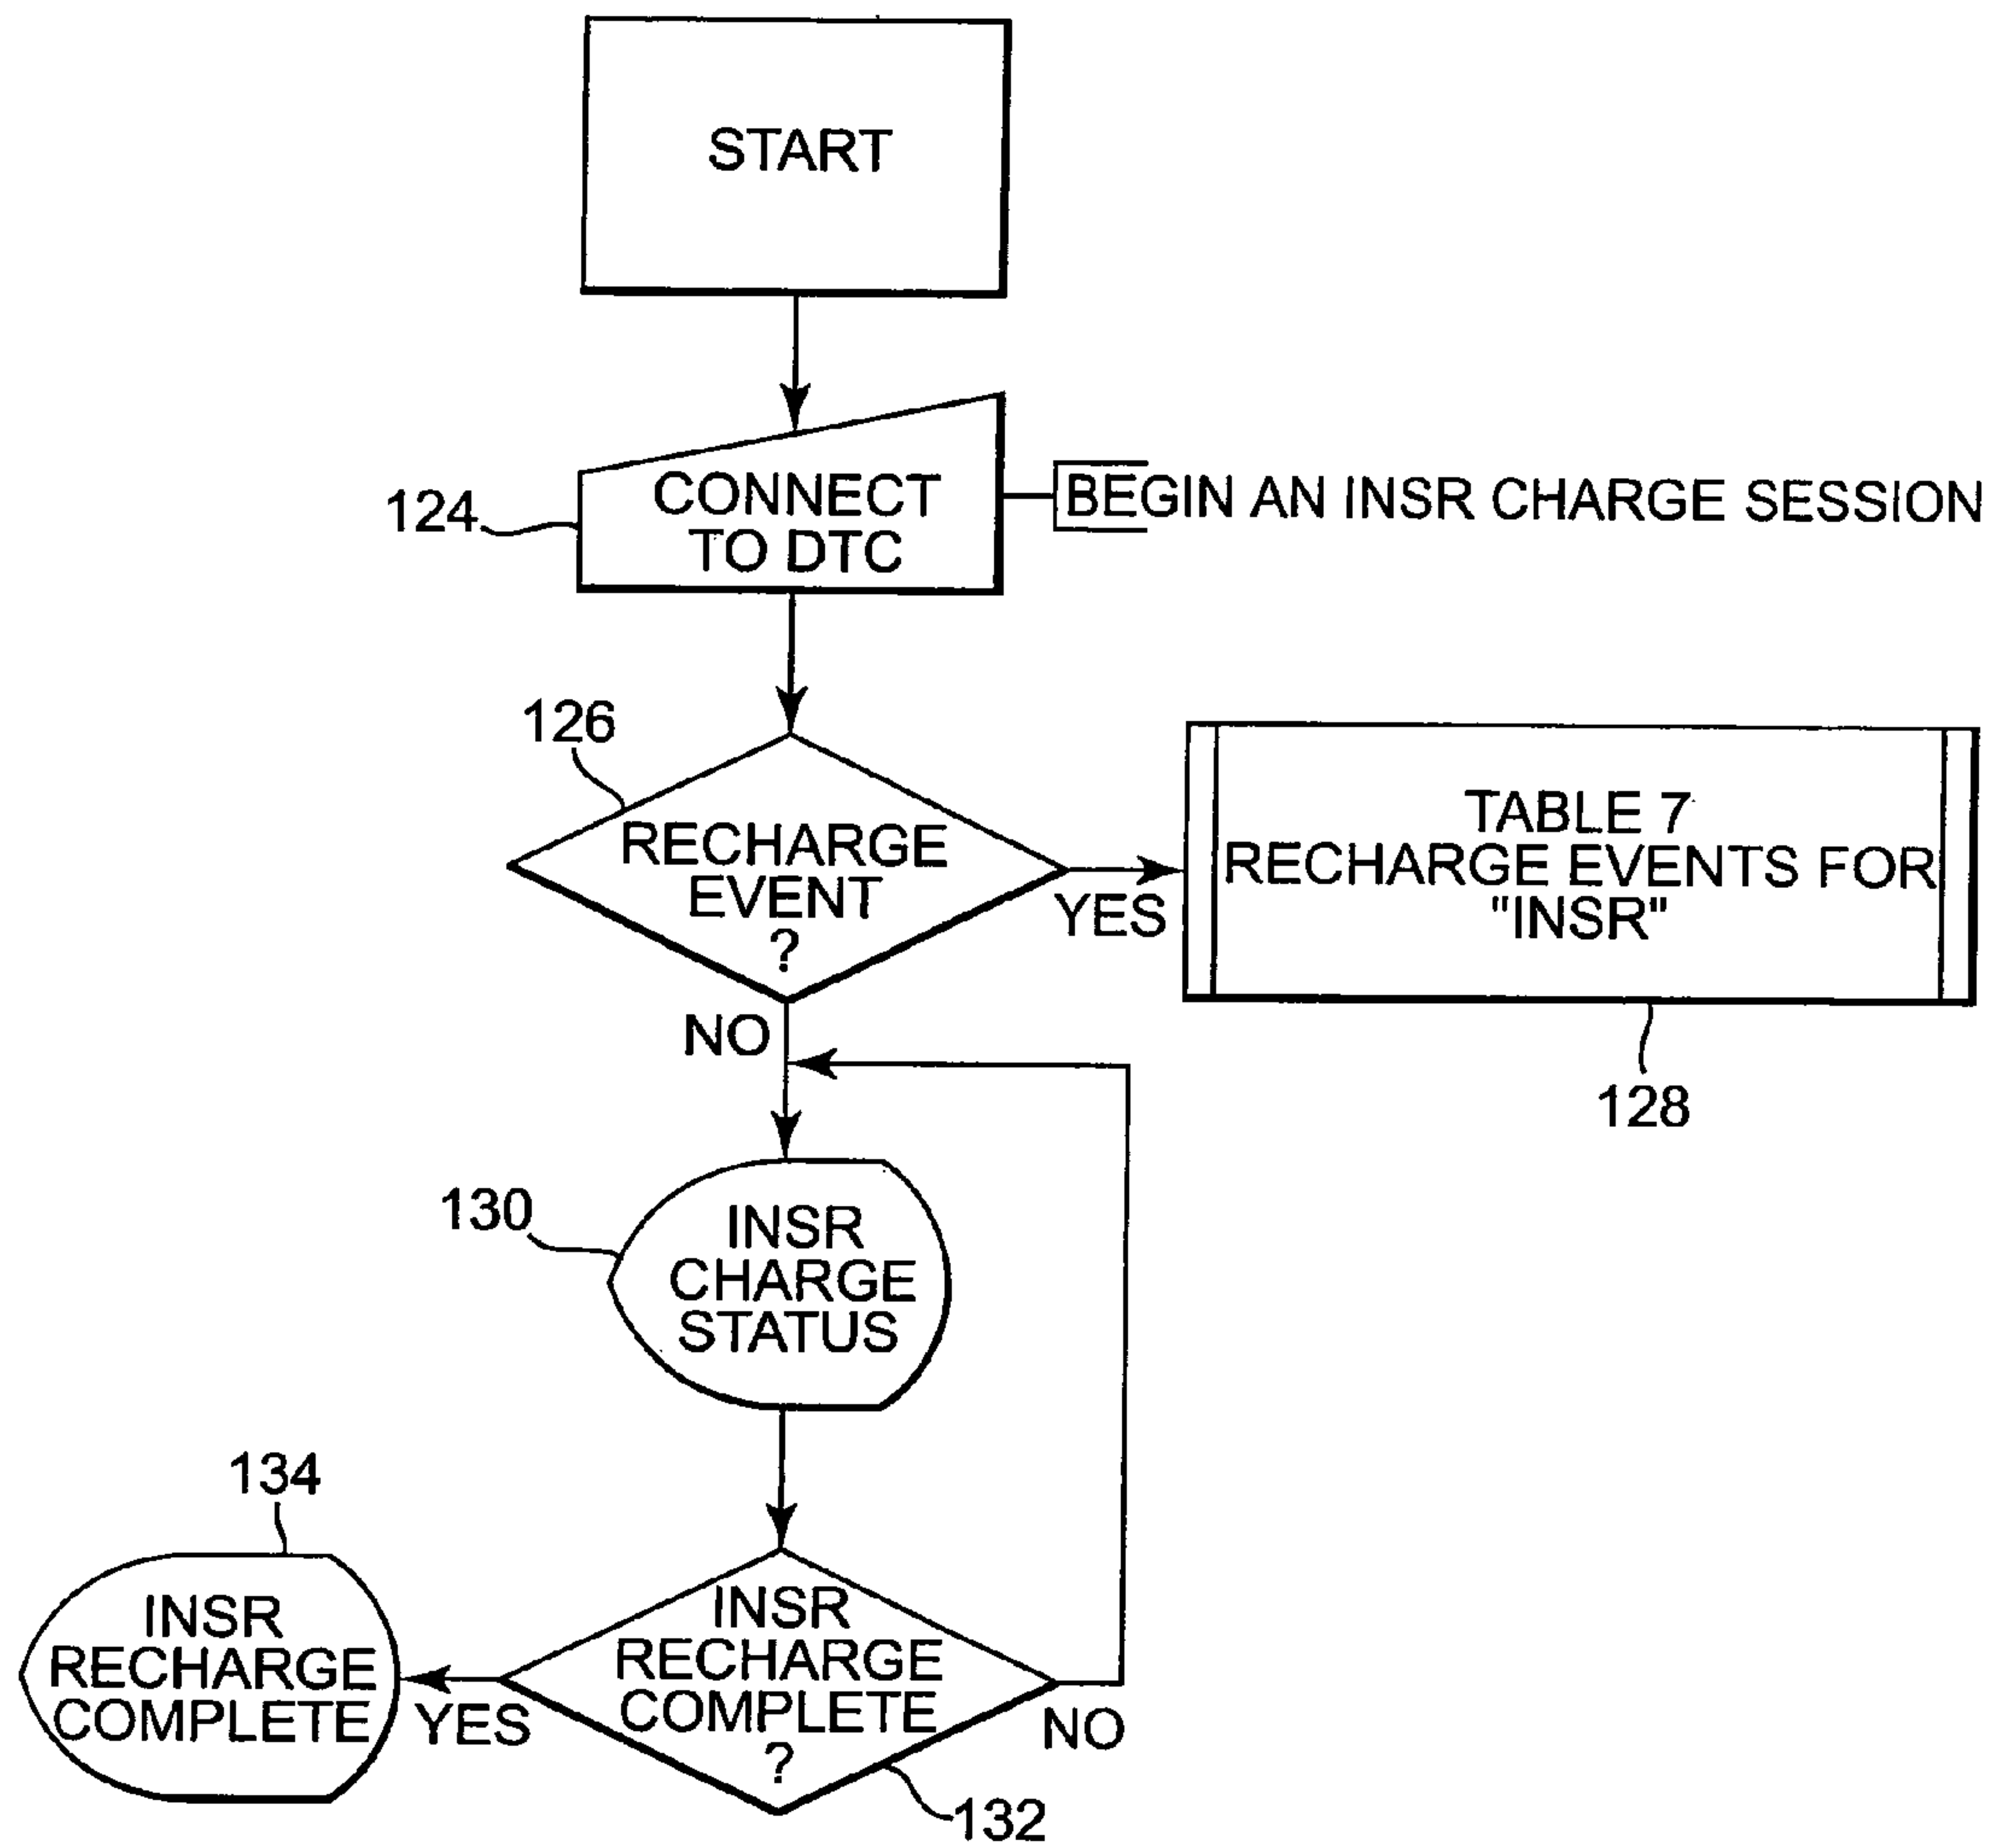 START
124
CONNECT
TO DTC
BEGIN AN INSR CHARGE SESSION
126
RECHARGE
EVENT
?
YES
TABLE 7
RECHARGE EVENTS FOR
"INSR"
128
NO
130
INSR
CHARGE
STATUS
134
INSR
RECHARGE
COMPLETE
YES
INSR
RECHARGE
COMPLETE
?
NO
132